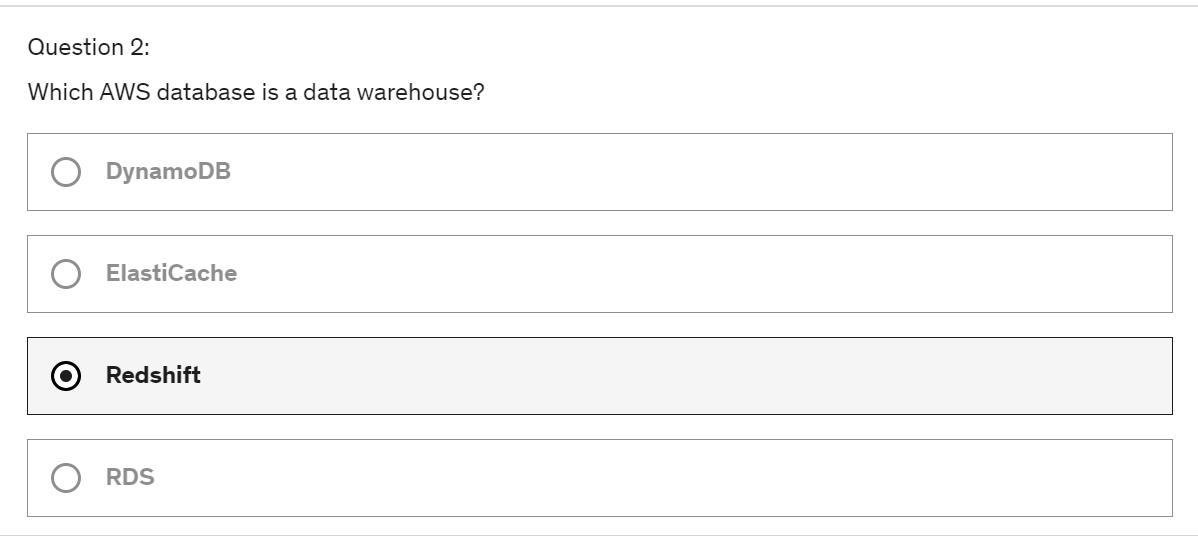 Question 2:
Which AWS database is a data warehouse?
DynamoDB
ElastiCache
Redshift
RDS